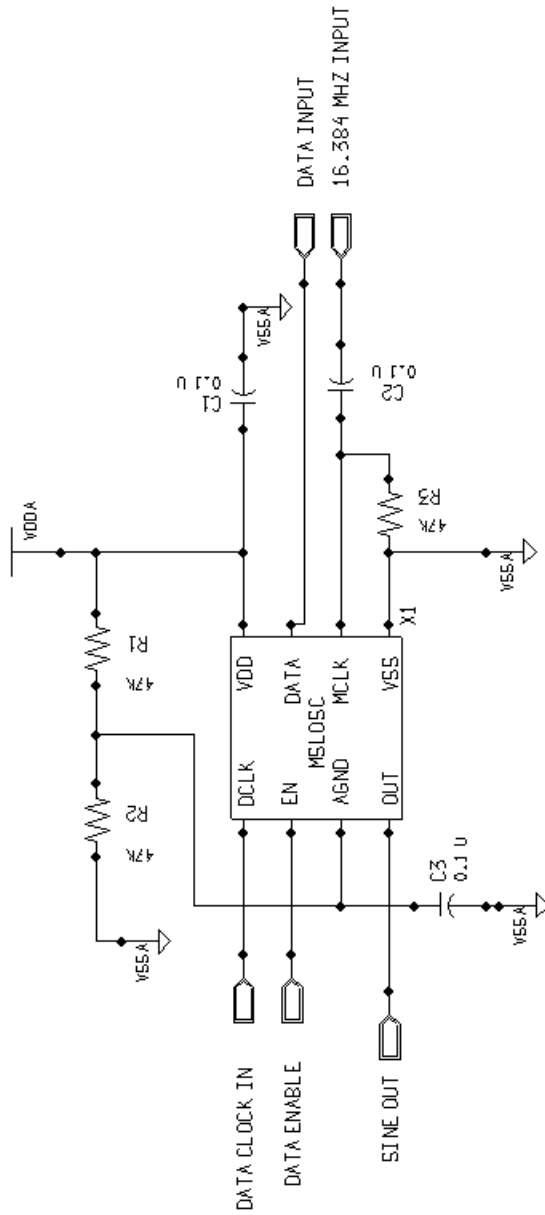 VDDA
R1
47K
R2
47K
VSSA
C1
0.1 U
VSSA
DATA INPUT
16.384 MHZ INPUT
C2
0.1 U
R3
47K
VSSA
X1
MSLOSC
DCLK
EN
AGND
OUT
VDD
DATA
MCLK
VSS
C3
0.1 U
VSSA
DATA CLOCK IN
DATA ENABLE
SINE OUT